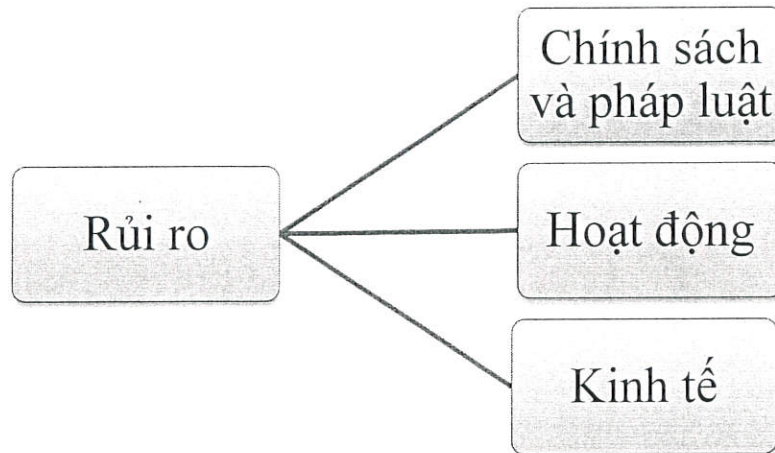 Chính sách
và pháp luật
Rủi ro
Hoạt động
Kinh tế